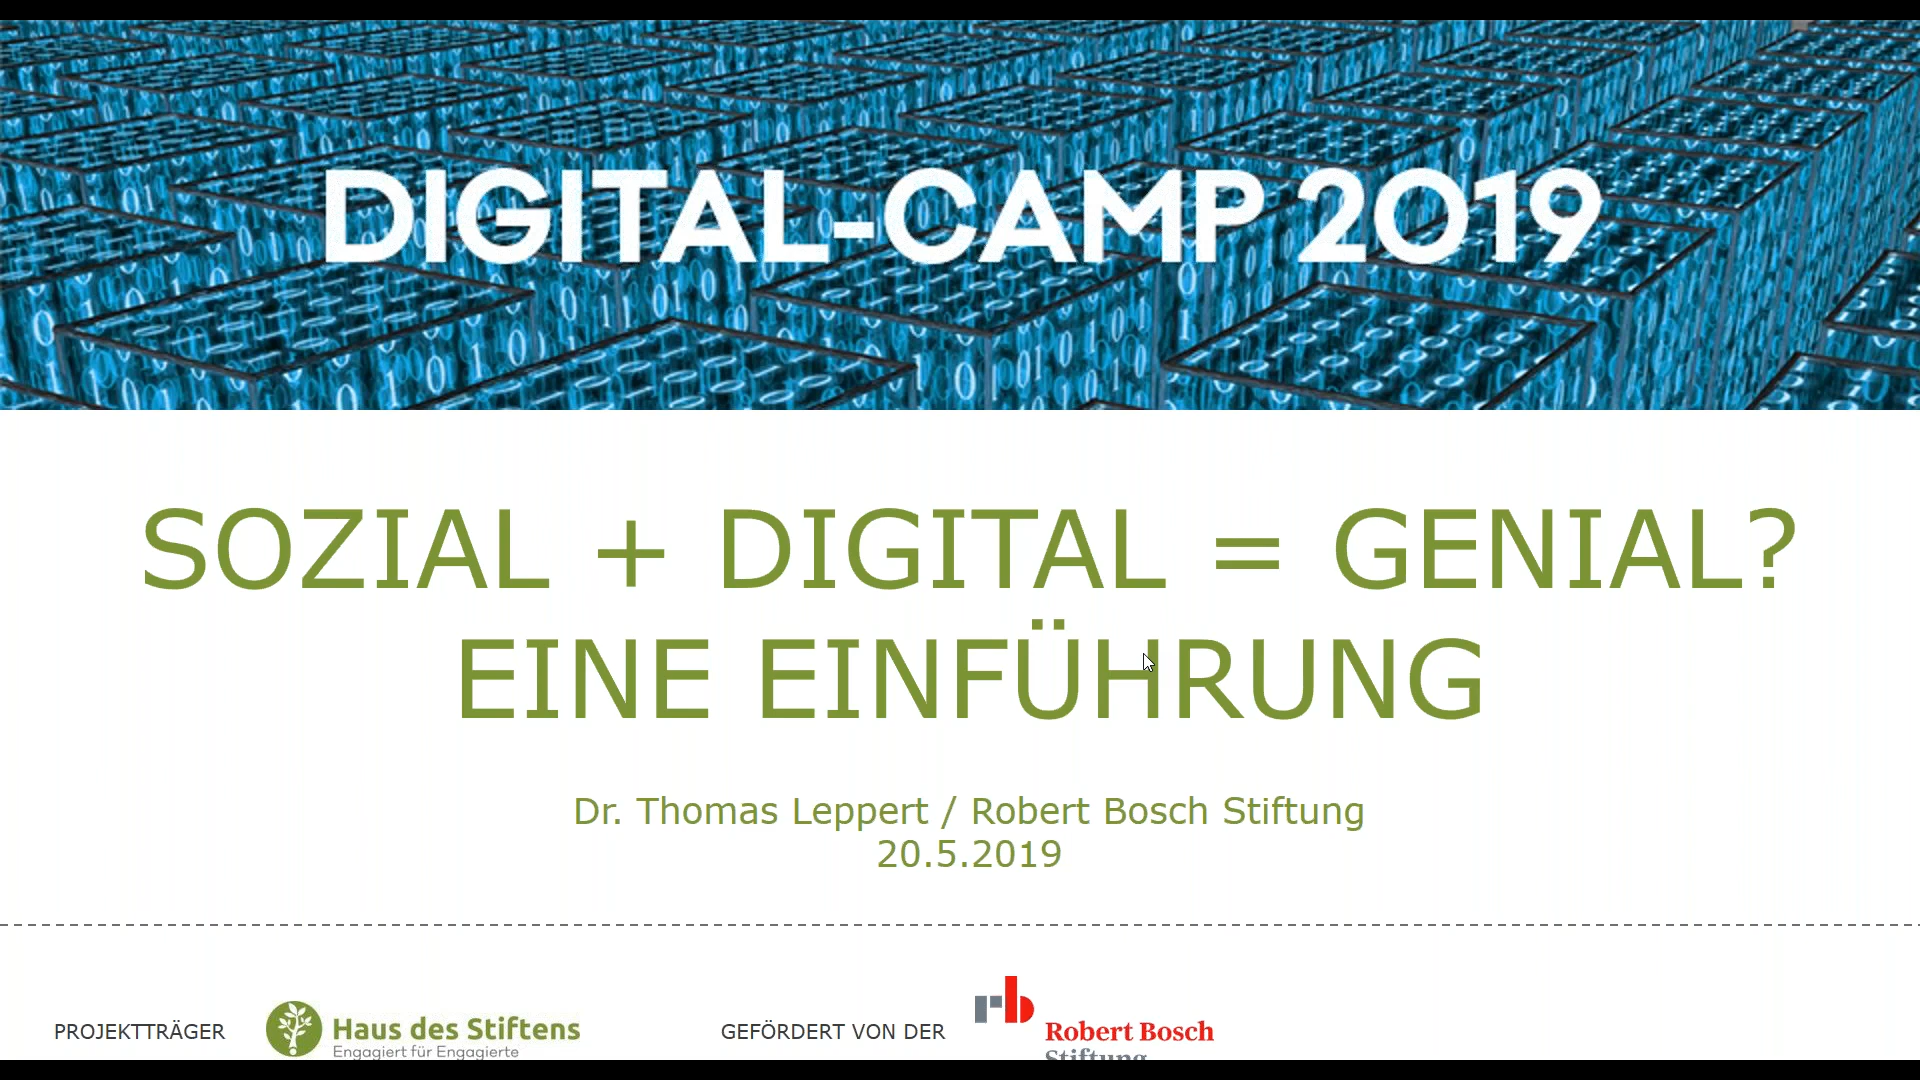 DIGITAL-CAMP 2019
SOZIAL + DIGITAL = GENIAL?
EINE EINFÜHRUNG
Dr. Thomas Leppert / Robert Bosch Stiftung
20.5.2019
PROJEKTTRÄGER
Haus des Stiftens
Engagiert für Engagierte
GEFÖRDERT VON DER
Robert Bosch
Stiftung